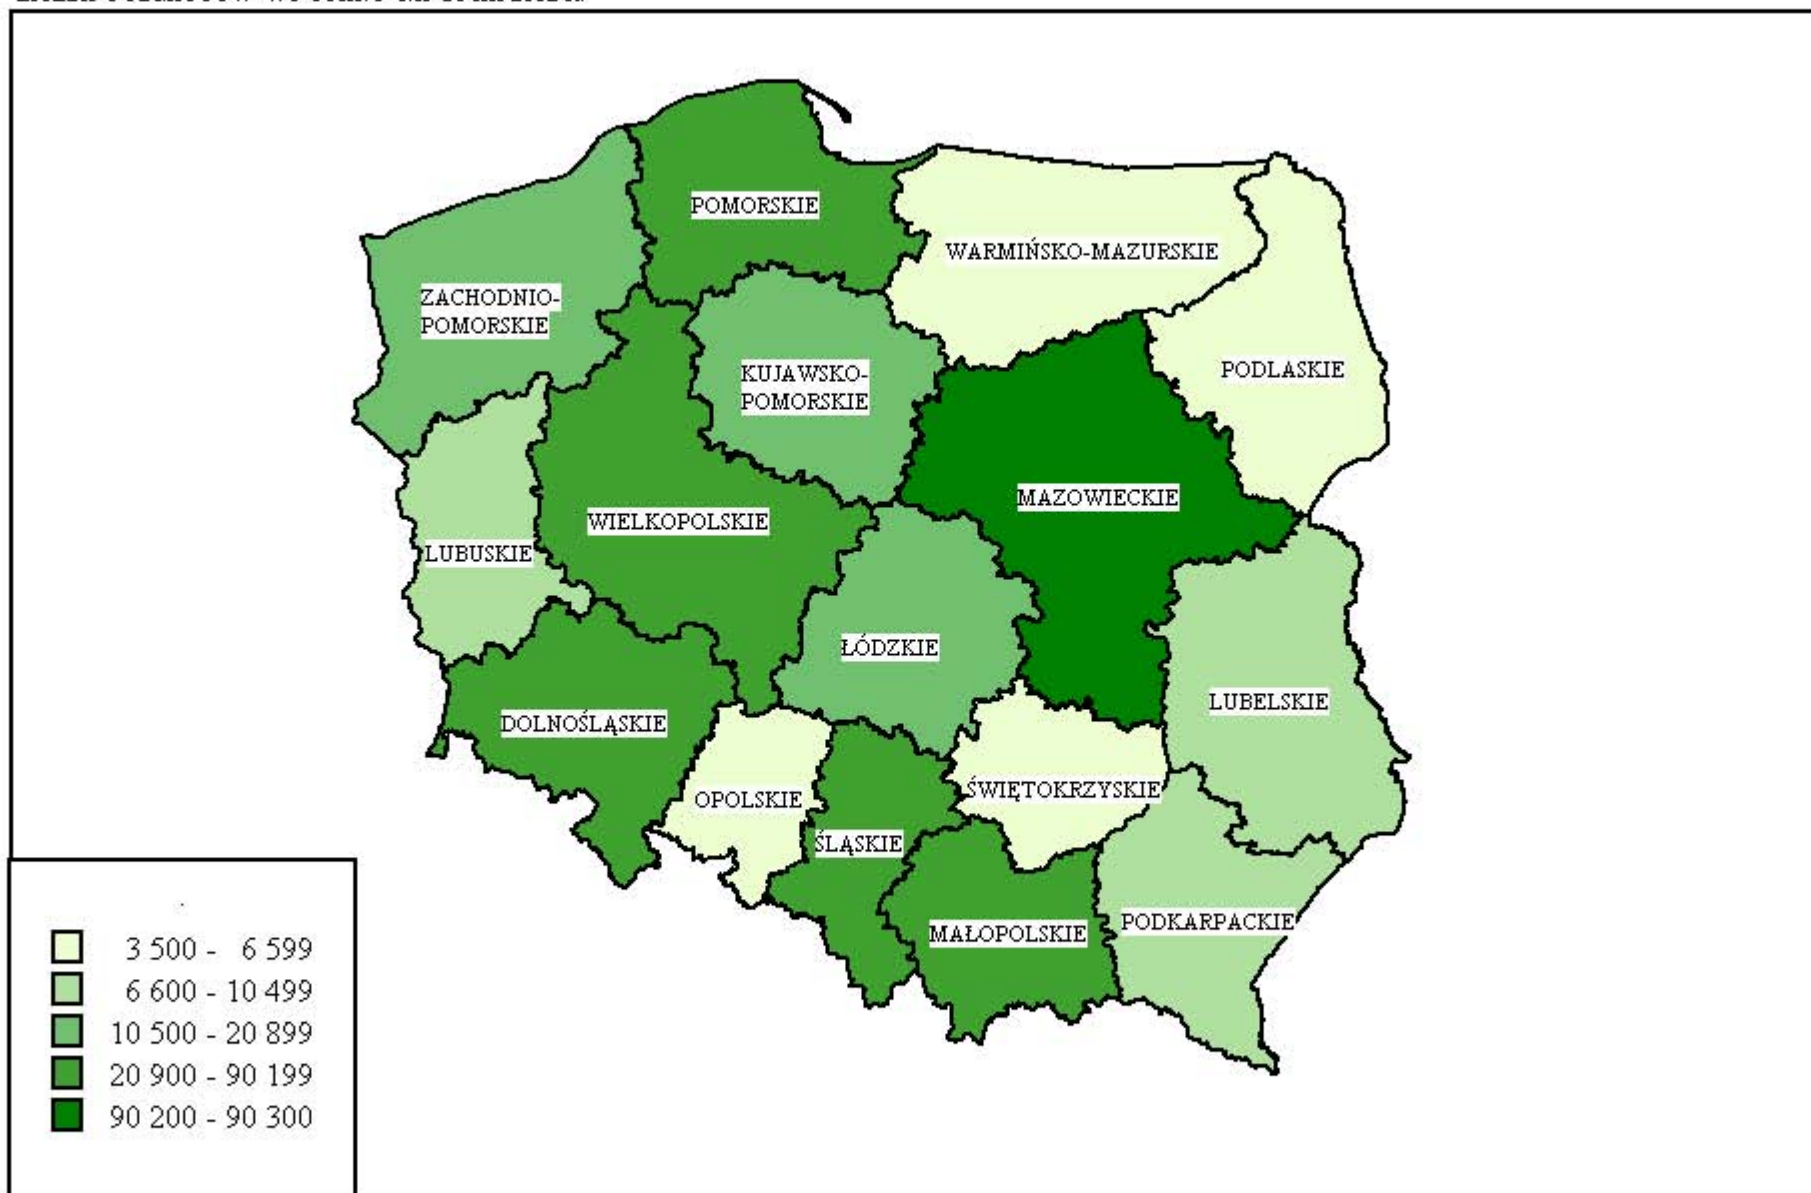 POMORSKIE
WARMIŃSKO-MAZURSKIE
ZACHODNIO-
POMORSKIE
KUJAWSKO-
POMORSKIE
PODLASKIE
MAZOWIECKIE
WIELKOPOLSKIE
LUBUSKIE
ŁÓDZKIE
LUBELSKIE
DOLNOŚLĄSKIE
OPOLSKIE
ŚWIĘTOKRZYSKIE
ŚLĄSKIE
PODKARPACKIE
MAŁOPOLSKIE
3 500 - 6 599
6 600 - 10 499
10 500 - 20 899
20 900 - 90 199
90 200 - 90 300